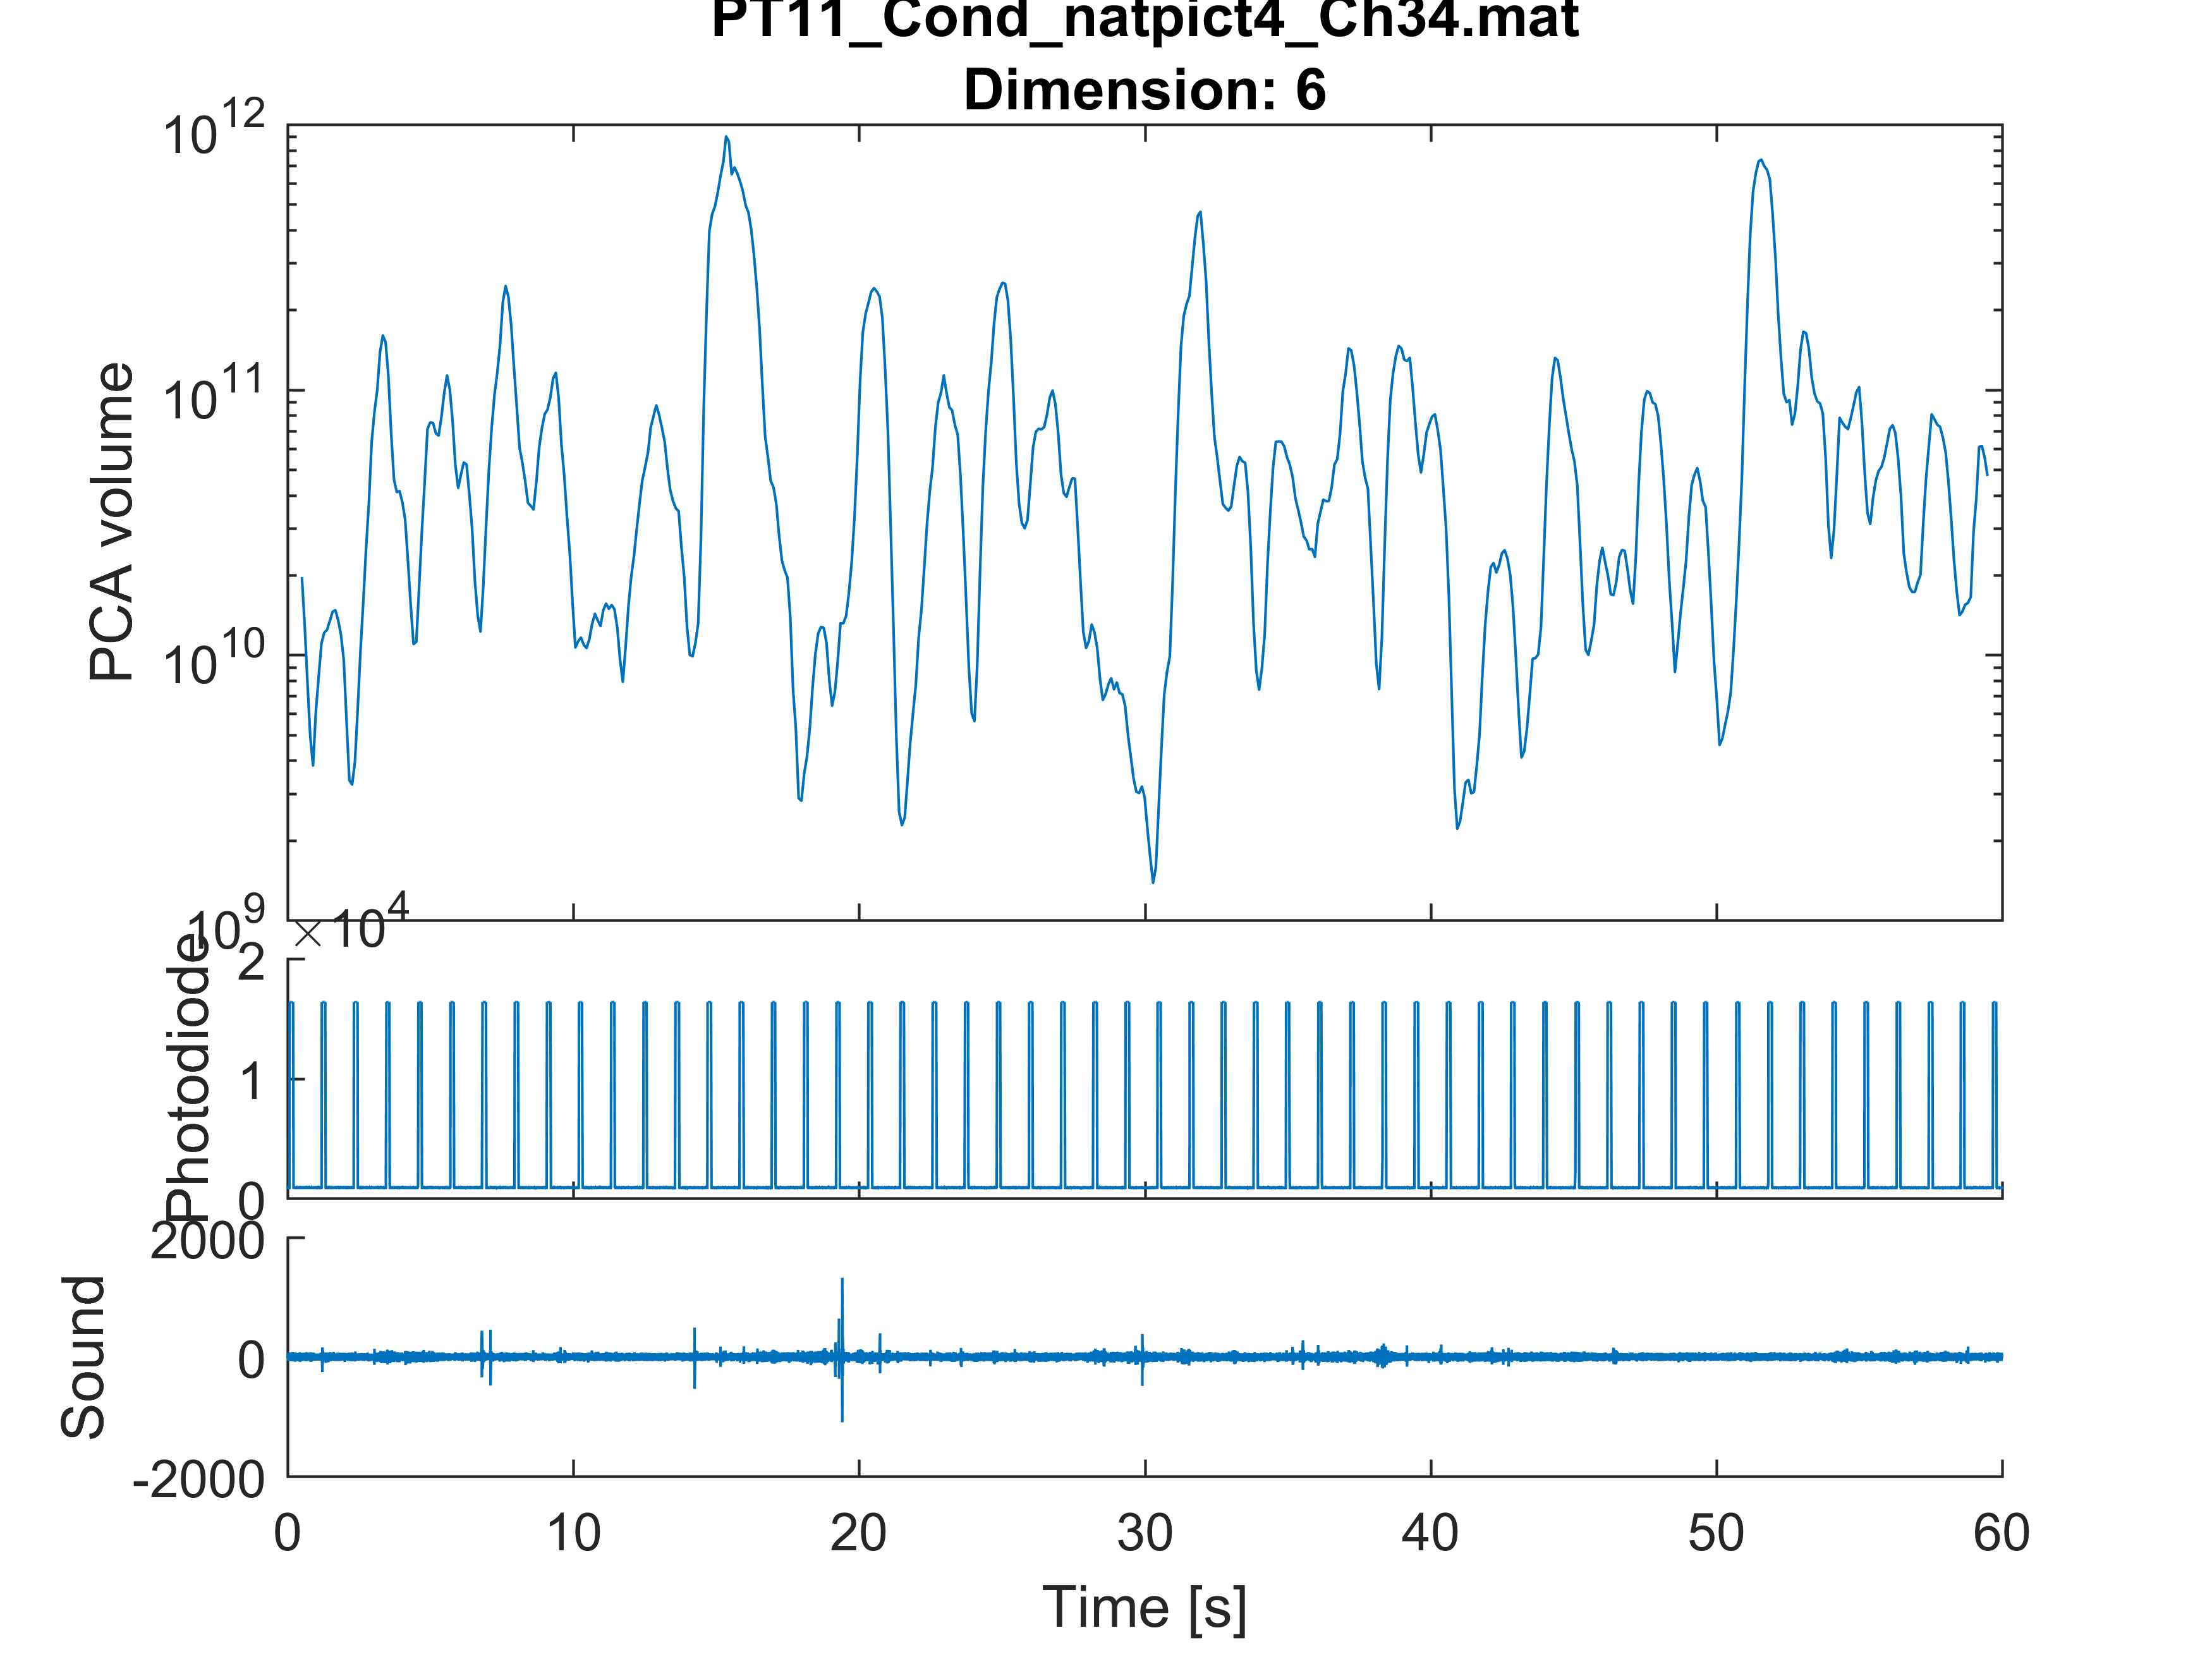 PT11_Cond_natpict4_Ch34.mat
Dimension: 6
10^12
10^11
10^10
10^9
PCA volume
× 10^4
2
1
0
Photodiode
2000
0
-2000
Sound
0 10 20 30 40 50 60
Time [s]